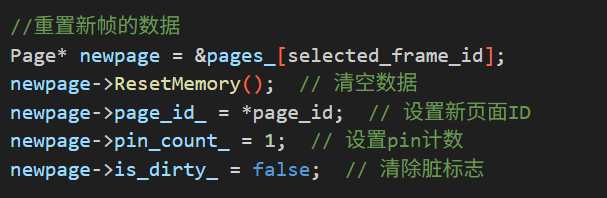 //重置新帧的数据
Page* newpage = &pages_[selected_frame_id];
newpage->ResetMemory();  // 清空数据
newpage->page_id_ = *page_id;  // 设置新页面ID
newpage->pin_count_ = 1;  // 设置pin计数
newpage->is_dirty_ = false;  // 清除脏标志